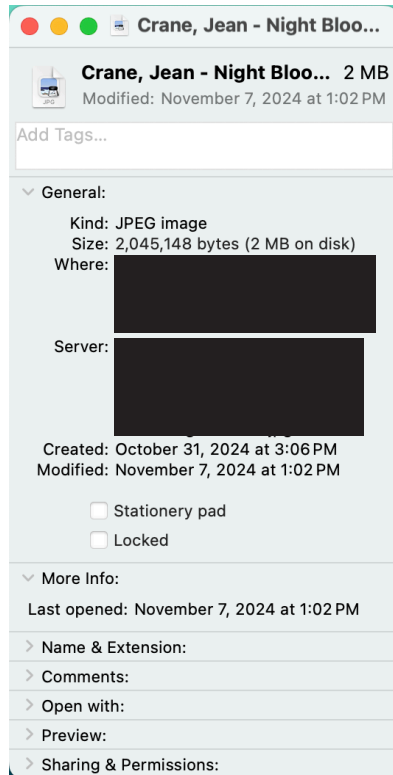 Crane, Jean - Night Bloo...
Crane, Jean - Night Bloo... 2 MB
Modified: November 7, 2024 at 1:02 PM
Add Tags...
General:
Kind: JPEG image
Size: 2,045,148 bytes (2 MB on disk)
Where:
Server:
Created: October 31, 2024 at 3:06 PM
Modified: November 7, 2024 at 1:02 PM
Stationery pad
Locked
More Info:
Last opened: November 7, 2024 at 1:02 PM
Name & Extension:
Comments:
Open with:
Preview:
Sharing & Permissions: